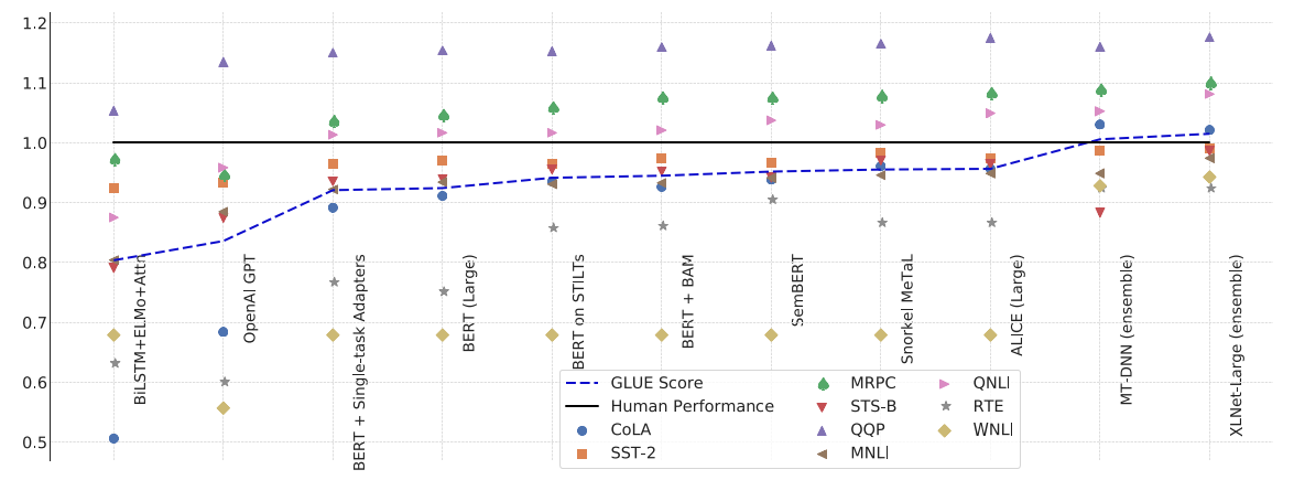 1.2
1.1
1.0
0.9
0.8
0.7
0.6
0.5
BiLSTM+ELMo+Attn
OpenAI GPT
BERT + Single-task Adapters
BERT (Large)
BERT on STILTs
BERT + BAM
SemBERT
Snorkel MeTaL
ALICE (Large)
MT-DNN (ensemble)
XLNet-Large (ensemble)
GLUE Score
Human Performance
CoLA
SST-2
MRPC
STS-B
QQP
MNLI
QNLI
RTE
WNLI